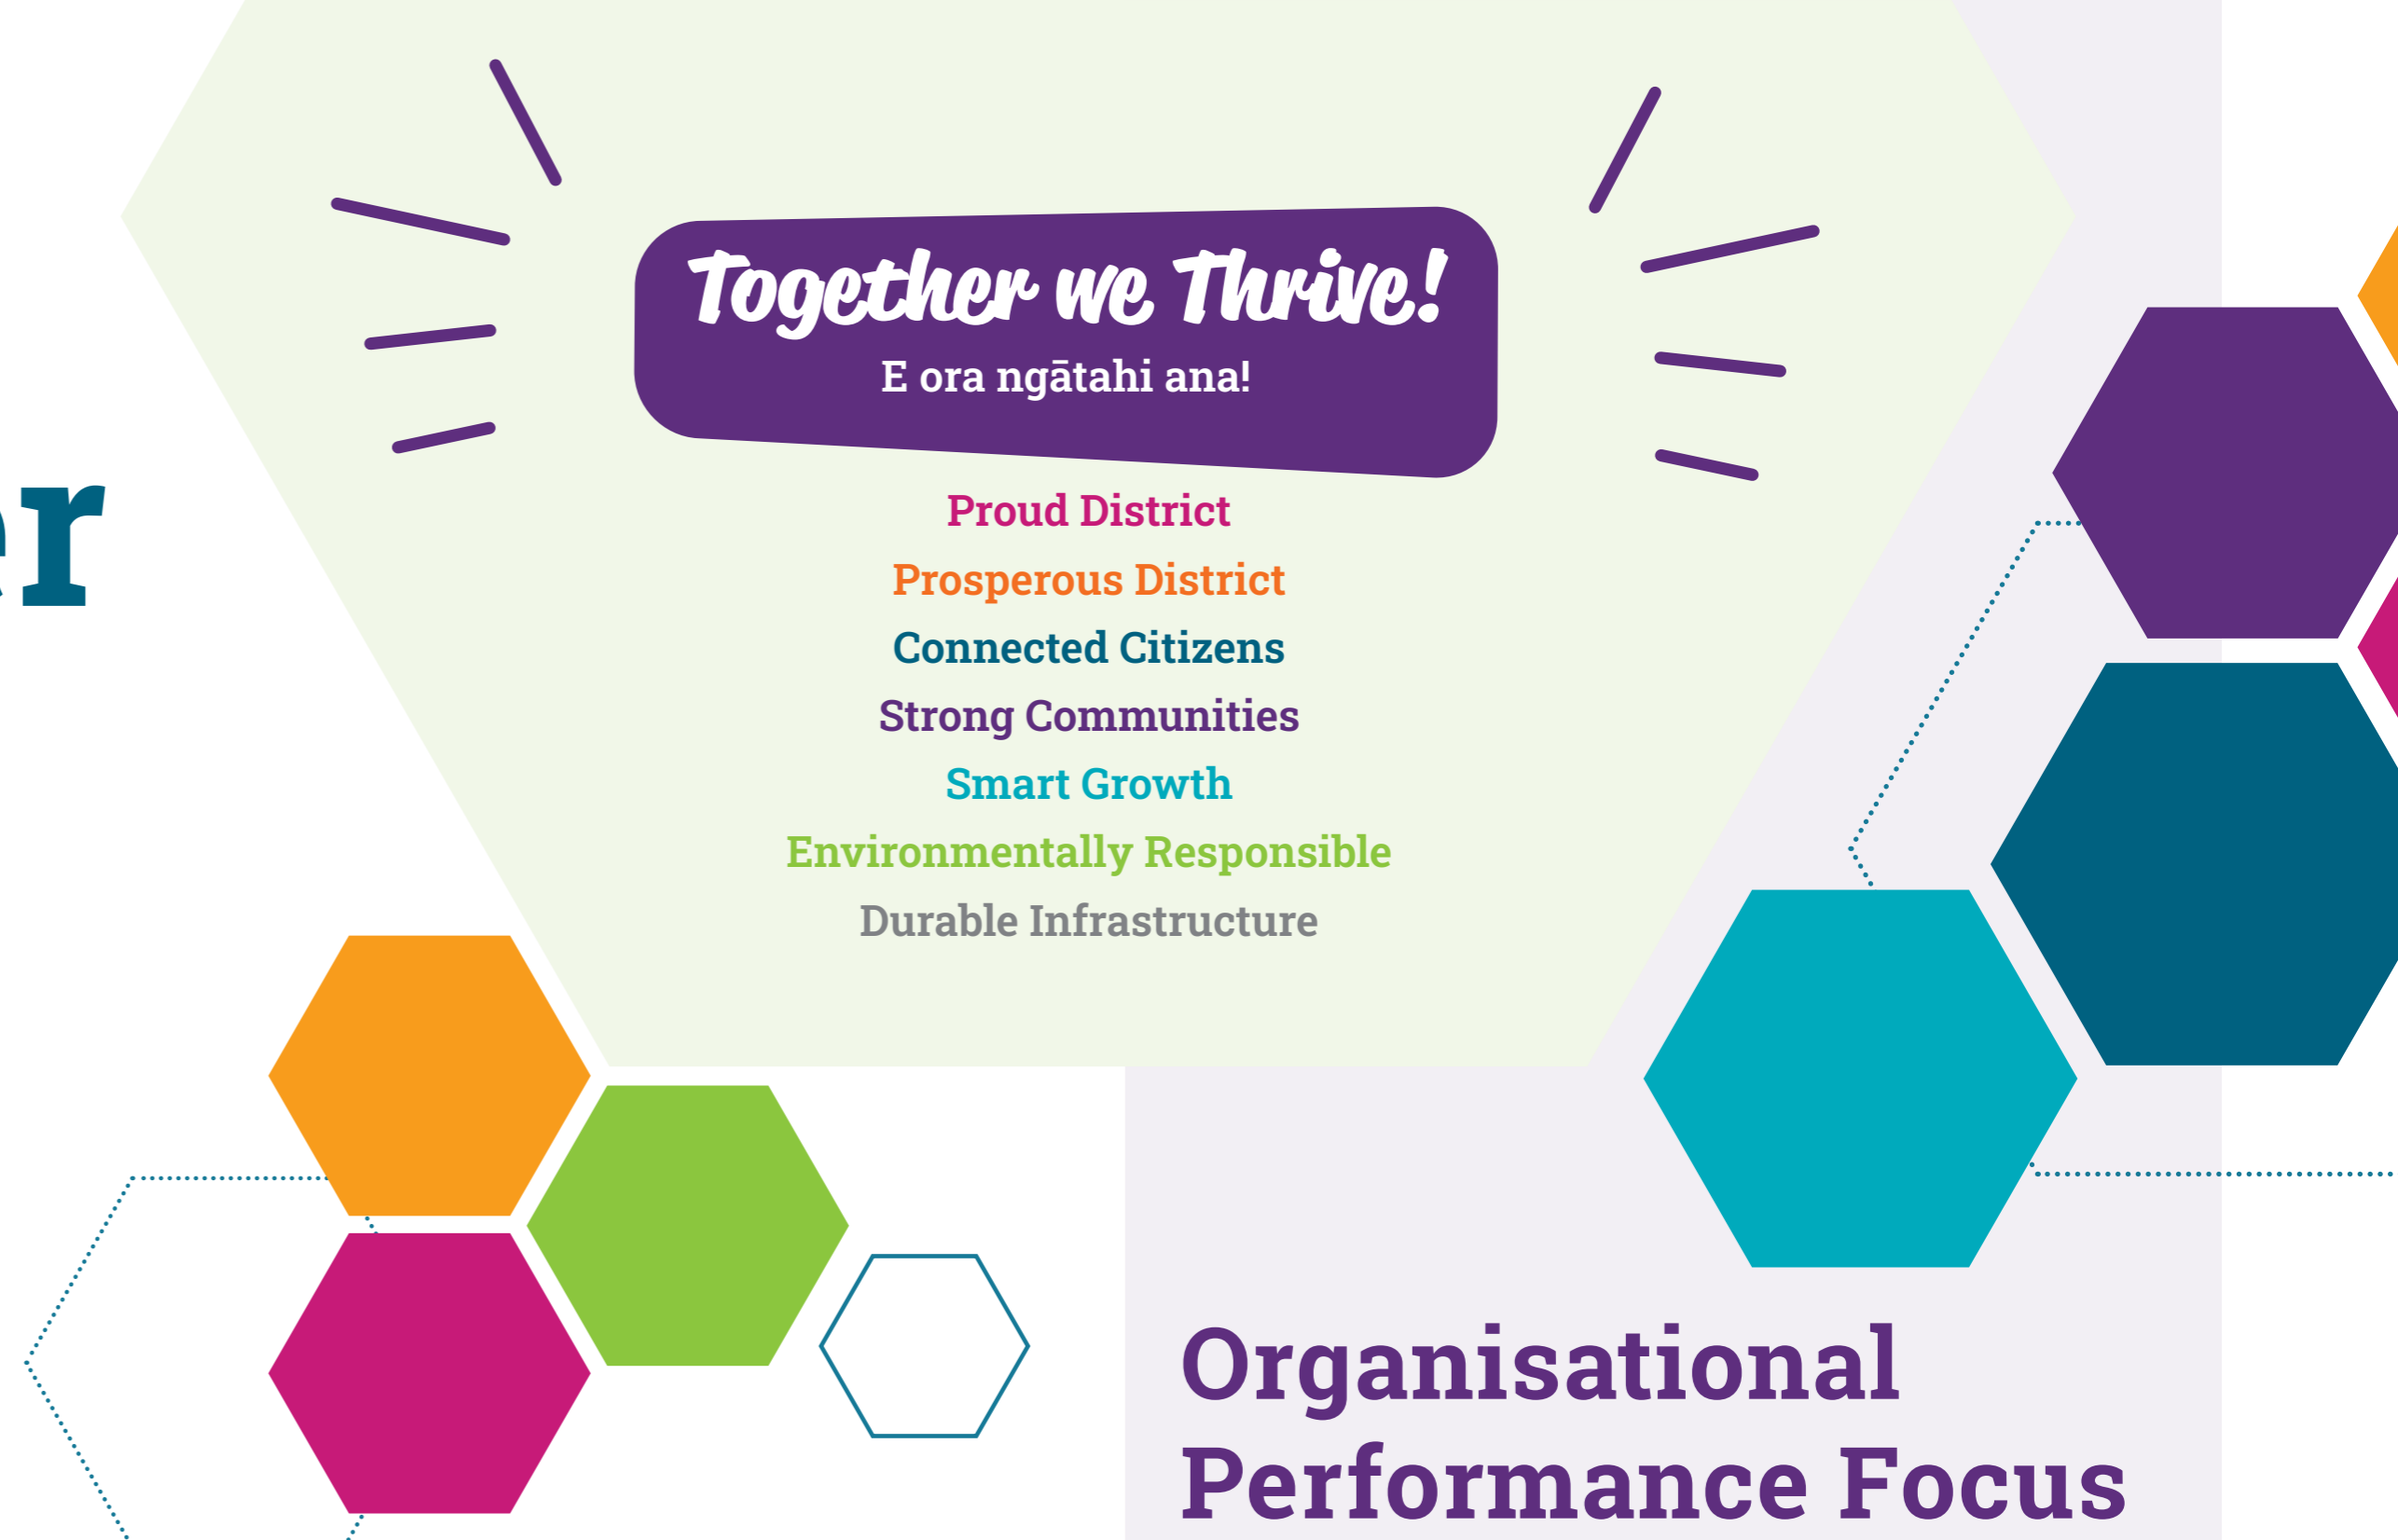 Together we Thrive!
E ora ngātahi ana!
Proud District
Prosperous District
Connected Citizens
Strong Communities
Smart Growth
Environmentally Responsible
Durable Infrastructure
Organisational
Performance Focus